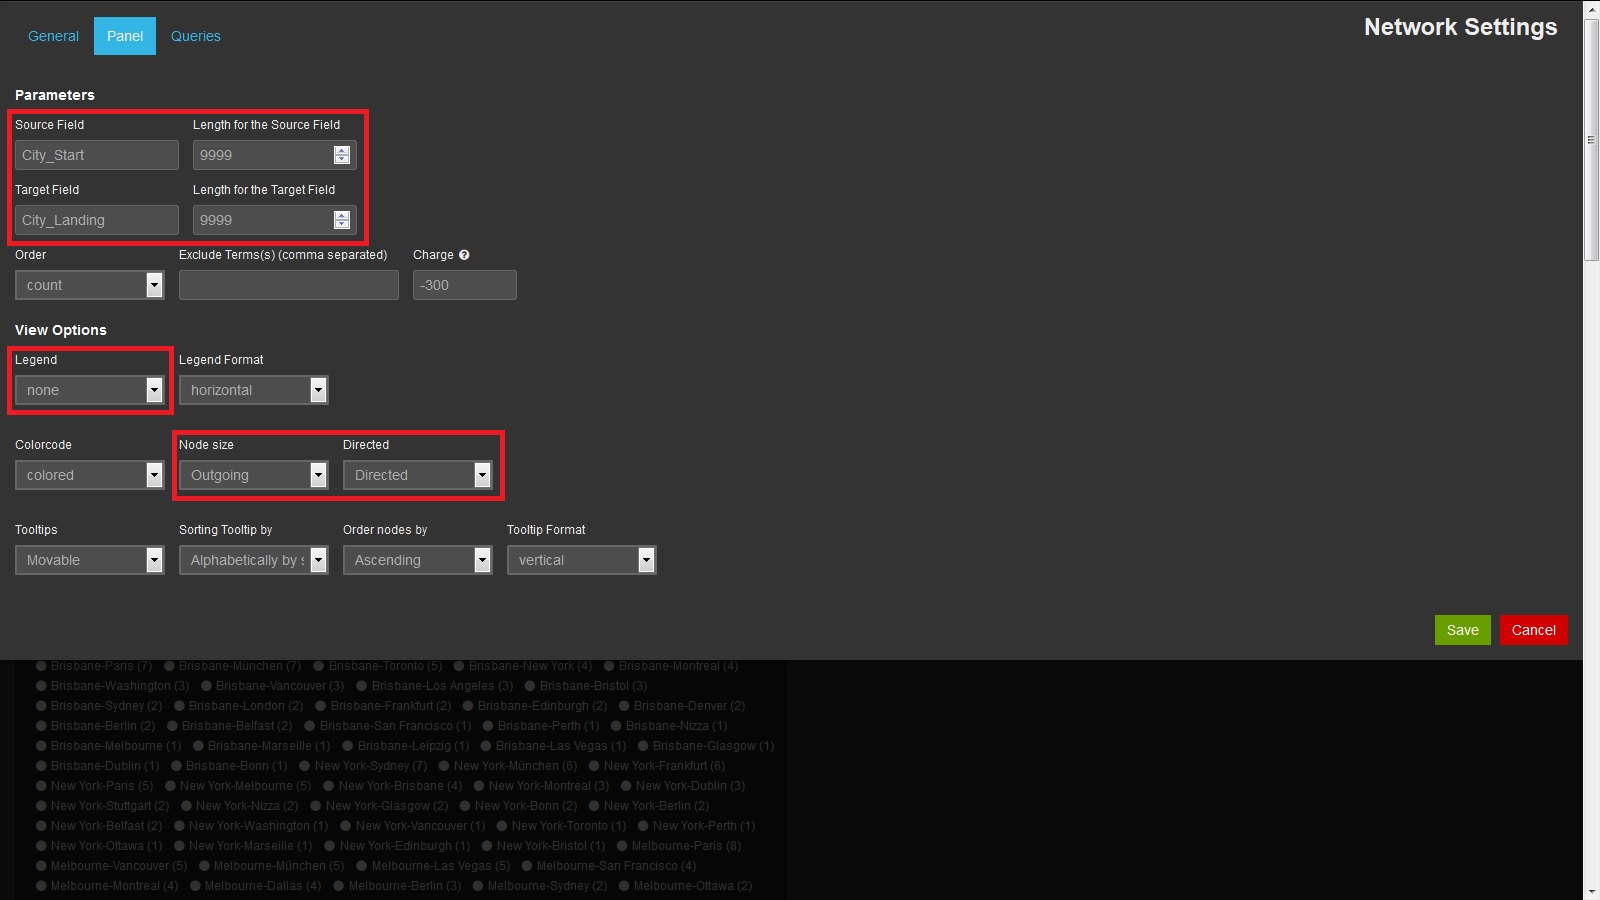 General Panel Queries Network Settings
Parameters
Source Field Length for the Source Field
City_Start 9999
Target Field Length for the Target Field
City_Landing 9999
Order Exclude Terms(s) (comma separated) Charge ?
count -300
View Options
Legend Legend Format
none horizontal
Colorcode Node size Directed
colored Outgoing Directed
Tooltips Sorting Tooltip by Order nodes by Tooltip Format
Movable Alphabetically by s Ascending vertical
Save Cancel
Brisbane-Paris (7) Brisbane-München (7) Brisbane-Toronto (5) Brisbane-New York (4) Brisbane-Montreal (4)
Brisbane-Washington (3) Brisbane-Vancouver (3) Brisbane-Los Angeles (3) Brisbane-Bristol (3)
Brisbane-Sydney (2) Brisbane-London (2) Brisbane-Frankfurt (2) Brisbane-Edinburgh (2) Brisbane-Denver (2)
Brisbane-Berlin (2) Brisbane-Belfast (2) Brisbane-San Francisco (1) Brisbane-Perth (1) Brisbane-Nizza (1)
Brisbane-Melbourne (1) Brisbane-Marseille (1) Brisbane-Leipzig (1) Brisbane-Las Vegas (1) Brisbane-Glasgow (1)
Brisbane-Dublin (1) Brisbane-Bonn (1) New York-Sydney (7) New York-München (6) New York-Frankfurt (6)
New York-Paris (5) New York-Melbourne (5) New York-Brisbane (4) New York-Montreal (3) New York-Dublin (3)
New York-Stuttgart (2) New York-Nizza (2) New York-Glasgow (2) New York-Bonn (2) New York-Berlin (2)
New York-Belfast (2) New York-Washington (1) New York-Vancouver (1) New York-Toronto (1) New York-Perth (1)
New York-Ottawa (1) New York-Marseille (1) New York-Edinburgh (1) New York-Bristol (1) Melbourne-Paris (8)
Melbourne-Vancouver (5) Melbourne-München (5) Melbourne-Las Vegas (5) Melbourne-San Francisco (4)
Melbourne-Montreal (4) Melbourne-Dallas (4) Melbourne-Berlin (3) Melbourne-Sydney (2) Melbourne-Ottawa (2)